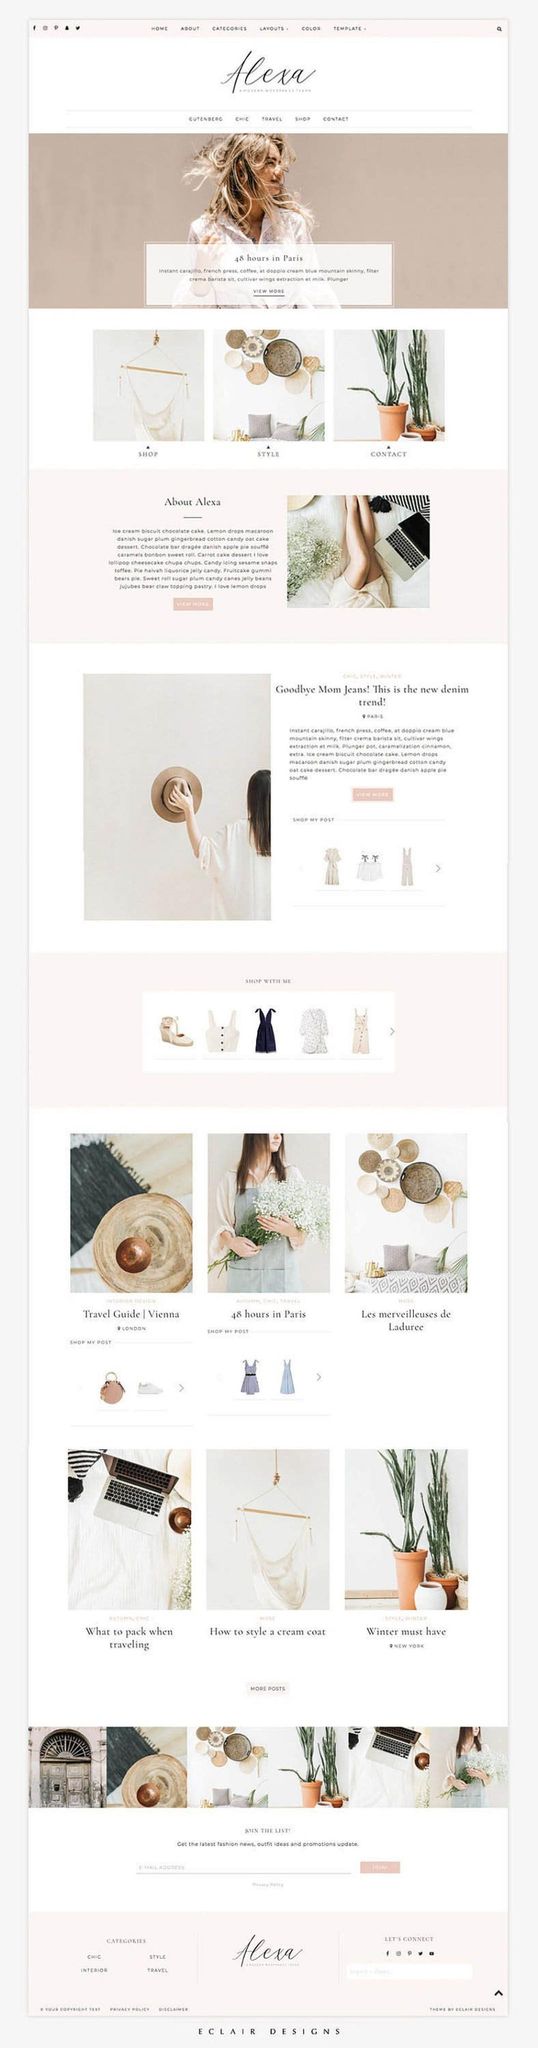 HOME ABOUT CATEGORIES LAYOUTS COLOR TEMPLATE
Alexa
A MODERN WORDPRESS THEME
GUTENBERG CHIC TRAVEL SHOP CONTACT
48 hours in Paris
Instant carajillo, french press, coffee, at doppio cream blue mountain skinny, filter
crema barista sit, cultivar wings extraction et milk. Plunger
VIEW MORE
SHOP STYLE CONTACT
About Alexa
Ice cream biscuit chocolate cake. Lemon drops macaroon
danish sugar plum gingerbread cotton candy oat cake
dessert. Chocolate bar dragée danish apple pie soufflé
caramels bonbon sweet roll. Carrot cake dessert I love
lollipop cheesecake chupa chups. Candy icing sesame snaps
toffee. Pie halvah liquorice jelly candy. Fruitcake gummi
bears pie. Sweet roll sugar plum candy canes jelly beans
jujubes bear claw topping pastry. I love lemon drops
VIEW MORE
CHIC, STYLE, WINTER
Goodbye Mom Jeans! This is the new denim
trend!
PARIS
Instant carajillo, french press, coffee, at doppio cream blue
mountain skinny, filter crema barista sit, cultivar wings
extraction et milk. Plunger pot, caramelization cinnamon,
extra. Ice cream biscuit chocolate cake. Lemon drops
macaroon danish sugar plum gingerbread cotton candy
oat cake dessert. Chocolate bar dragée danish apple pie
soufflé
VIEW MORE
SHOP MY POST
SHOP WITH ME
INTERIOR DESIGN
Travel Guide | Vienna
LONDON
SHOP MY POST
AUTUMN, CHIC, TRAVEL
48 hours in Paris
SHOP MY POST
MODE
Les merveilleuses de
Laduree
AUTUMN, CHIC
What to pack when
traveling
MODE
How to style a cream coat
STYLE, WINTER
Winter must have
NEW YORK
MORE POSTS
JOIN THE LIST!
Get the latest fashion news, outfit ideas and promotions update.
E-MAIL ADDRESS
Privacy Policy
CATEGORIES
CHIC STYLE
INTERIOR TRAVEL
Alexa
A MODERN WORDPRESS THEME
LET'S CONNECT
© YOUR COPYRIGHT TEXT PRIVACY POLICY DISCLAIMER THEME BY ECLAIR DESIGNS
ECLAIR DESIGNS